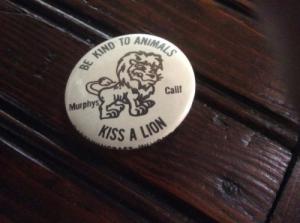 BE KIND TO ANIMALS
Murphys Calif
KISS A LION